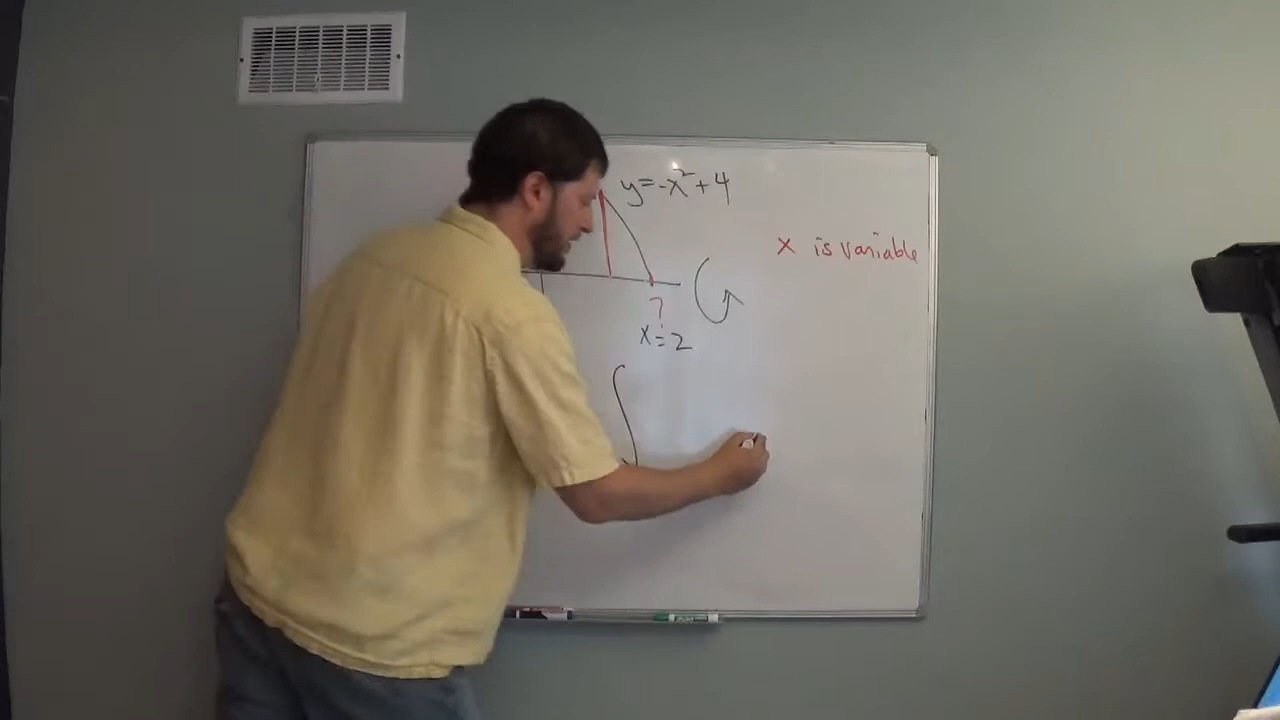 y=-x²+4
x is variable
?
x=2
∫